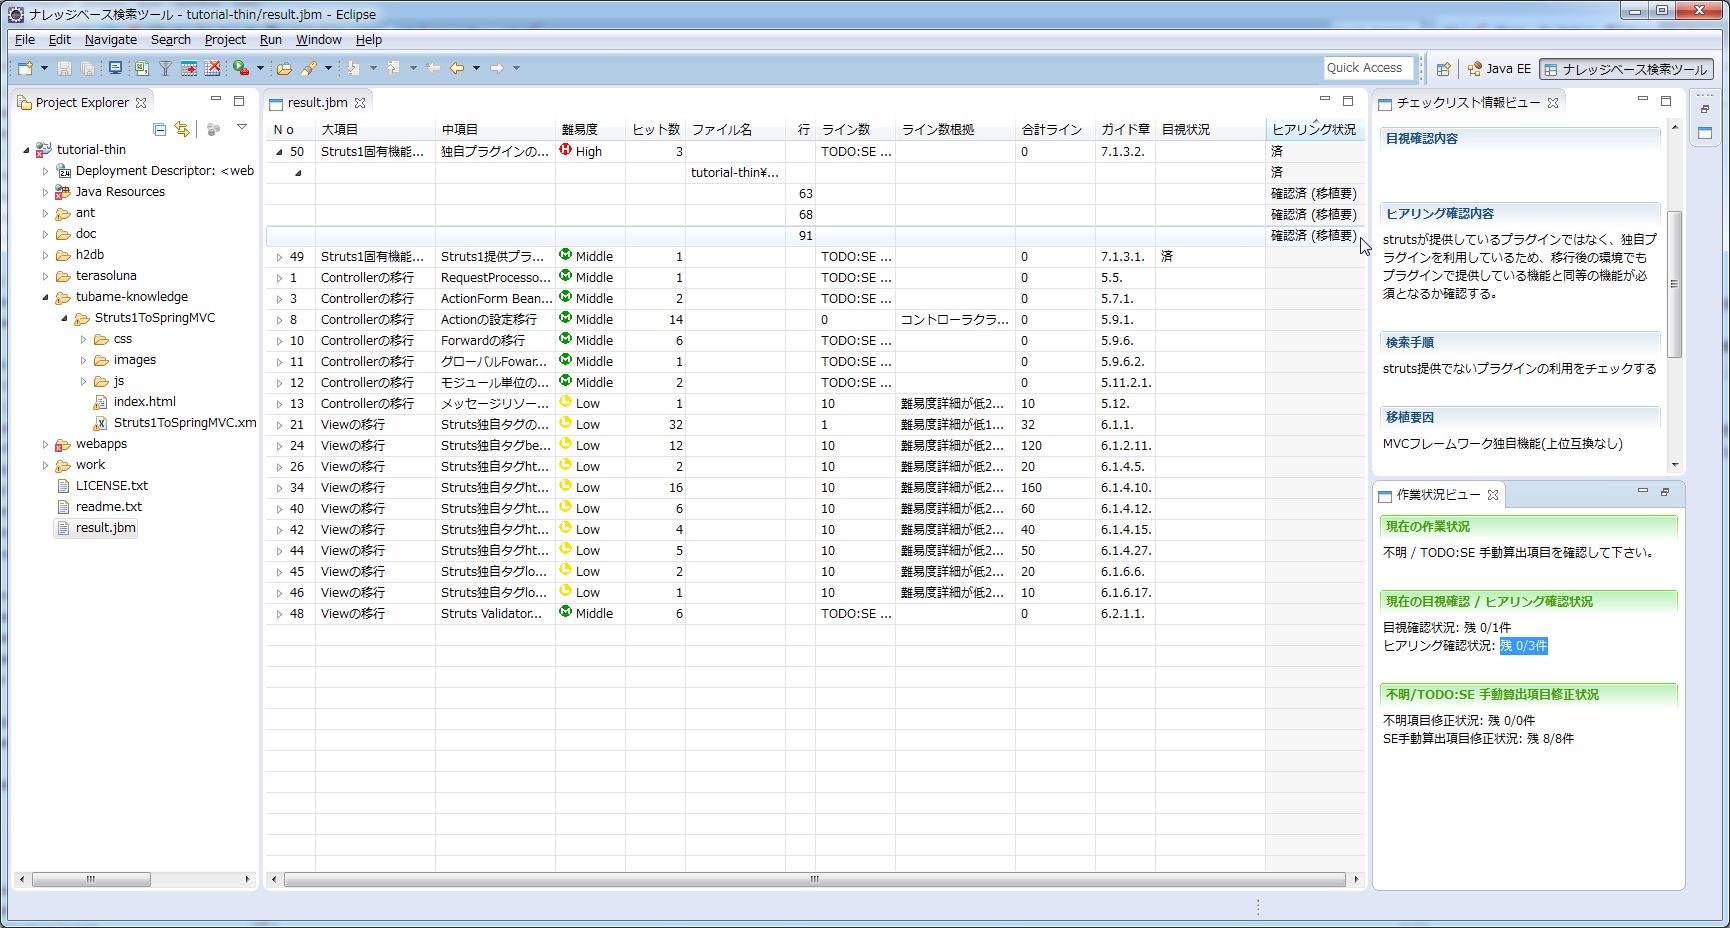 ナレッジベース検索ツール - tutorial-thin/result.jbm - Eclipse
File Edit Navigate Search Project Run Window Help
Quick Access Java EE ナレッジベース検索ツール
Project Explorer
tutorial-thin
Deployment Descriptor: <web
Java Resources
ant
doc
h2db
terasoluna
tubame-knowledge
Struts1ToSpringMVC
css
images
js
index.html
Struts1ToSpringMVC.xm
webapps
work
LICENSE.txt
readme.txt
result.jbm
result.jbm
No 大項目 中項目 難易度 ヒット数 ファイル名 行 ライン数 ライン数根拠 合計ライン ガイド章 目視状況 ヒアリング状況
50 Struts1固有機能... 独自プラグインの... High 3 TODO:SE ... 0 7.1.3.2. 済
tutorial-thin¥... 済
63 確認済 (移植要)
68 確認済 (移植要)
91 確認済 (移植要)
49 Struts1固有機能... Struts1提供プラ... Middle 1 TODO:SE ... 0 7.1.3.1. 済
1 Controllerの移行 RequestProcesso... Middle 1 TODO:SE ... 0 5.5.
3 Controllerの移行 ActionForm Bean... Middle 2 TODO:SE ... 0 5.7.1.
8 Controllerの移行 Actionの設定移行 Middle 14 0 コントローラクラ... 0 5.9.1.
10 Controllerの移行 Forwardの移行 Middle 6 TODO:SE ... 0 5.9.6.
11 Controllerの移行 グローバルFowar... Middle 1 TODO:SE ... 0 5.9.6.2.
12 Controllerの移行 モジュール単位の... Middle 2 TODO:SE ... 0 5.11.2.1.
13 Controllerの移行 メッセージリソー... Low 1 10 難易度詳細が低2... 10 5.12.
21 Viewの移行 Struts独自タグの... Low 32 1 難易度詳細が低1... 32 6.1.1.
24 Viewの移行 Struts独自タグbe... Low 12 10 難易度詳細が低2... 120 6.1.2.11.
26 Viewの移行 Struts独自タグht... Low 2 10 難易度詳細が低2... 20 6.1.4.5.
34 Viewの移行 Struts独自タグht... Low 16 10 難易度詳細が低2... 160 6.1.4.10.
40 Viewの移行 Struts独自タグht... Low 6 10 難易度詳細が低2... 60 6.1.4.12.
42 Viewの移行 Struts独自タグht... Low 4 10 難易度詳細が低2... 40 6.1.4.15.
44 Viewの移行 Struts独自タグht... Low 5 10 難易度詳細が低2... 50 6.1.4.27.
45 Viewの移行 Struts独自タグlo... Low 2 10 難易度詳細が低2... 20 6.1.6.6.
46 Viewの移行 Struts独自タグlo... Low 1 10 難易度詳細が低2... 10 6.1.6.17.
48 Viewの移行 Struts Validator... Middle 6 TODO:SE ... 0 6.2.1.1.
チェックリスト情報ビュー
目視確認内容
ヒアリング確認内容
strutsが提供しているプラグインではなく、独自プ
ラグインを利用しているため、移行後の環境でも
プラグインで提供している機能と同等の機能が必
須となるか確認する。
検索手順
struts提供でないプラグインの利用をチェックする
移植要因
MVCフレームワーク独自機能(上位互換なし)
作業状況ビュー
現在の作業状況
不明 / TODO:SE 手動算出項目を確認して下さい。
現在の目視確認 / ヒアリング確認状況
目視確認状況: 残 0/1件
ヒアリング確認状況: 残 0/3件
不明/TODO:SE 手動算出項目修正状況
不明項目修正状況: 残 0/0件
SE手動算出項目修正状況: 残 8/8件